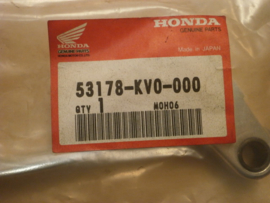 HONDA
GENUINE PARTS
Made in JAPAN
HONDA
53178-KV0-000
QTY 1 MOH06